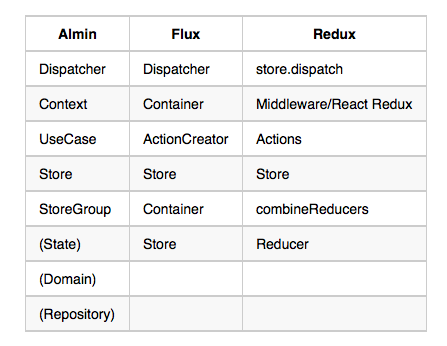 Almin Flux Redux
Dispatcher Dispatcher store.dispatch
Context Container Middleware/React Redux
UseCase ActionCreator Actions
Store Store Store
StoreGroup Container combineReducers
(State) Store Reducer
(Domain)
(Repository)